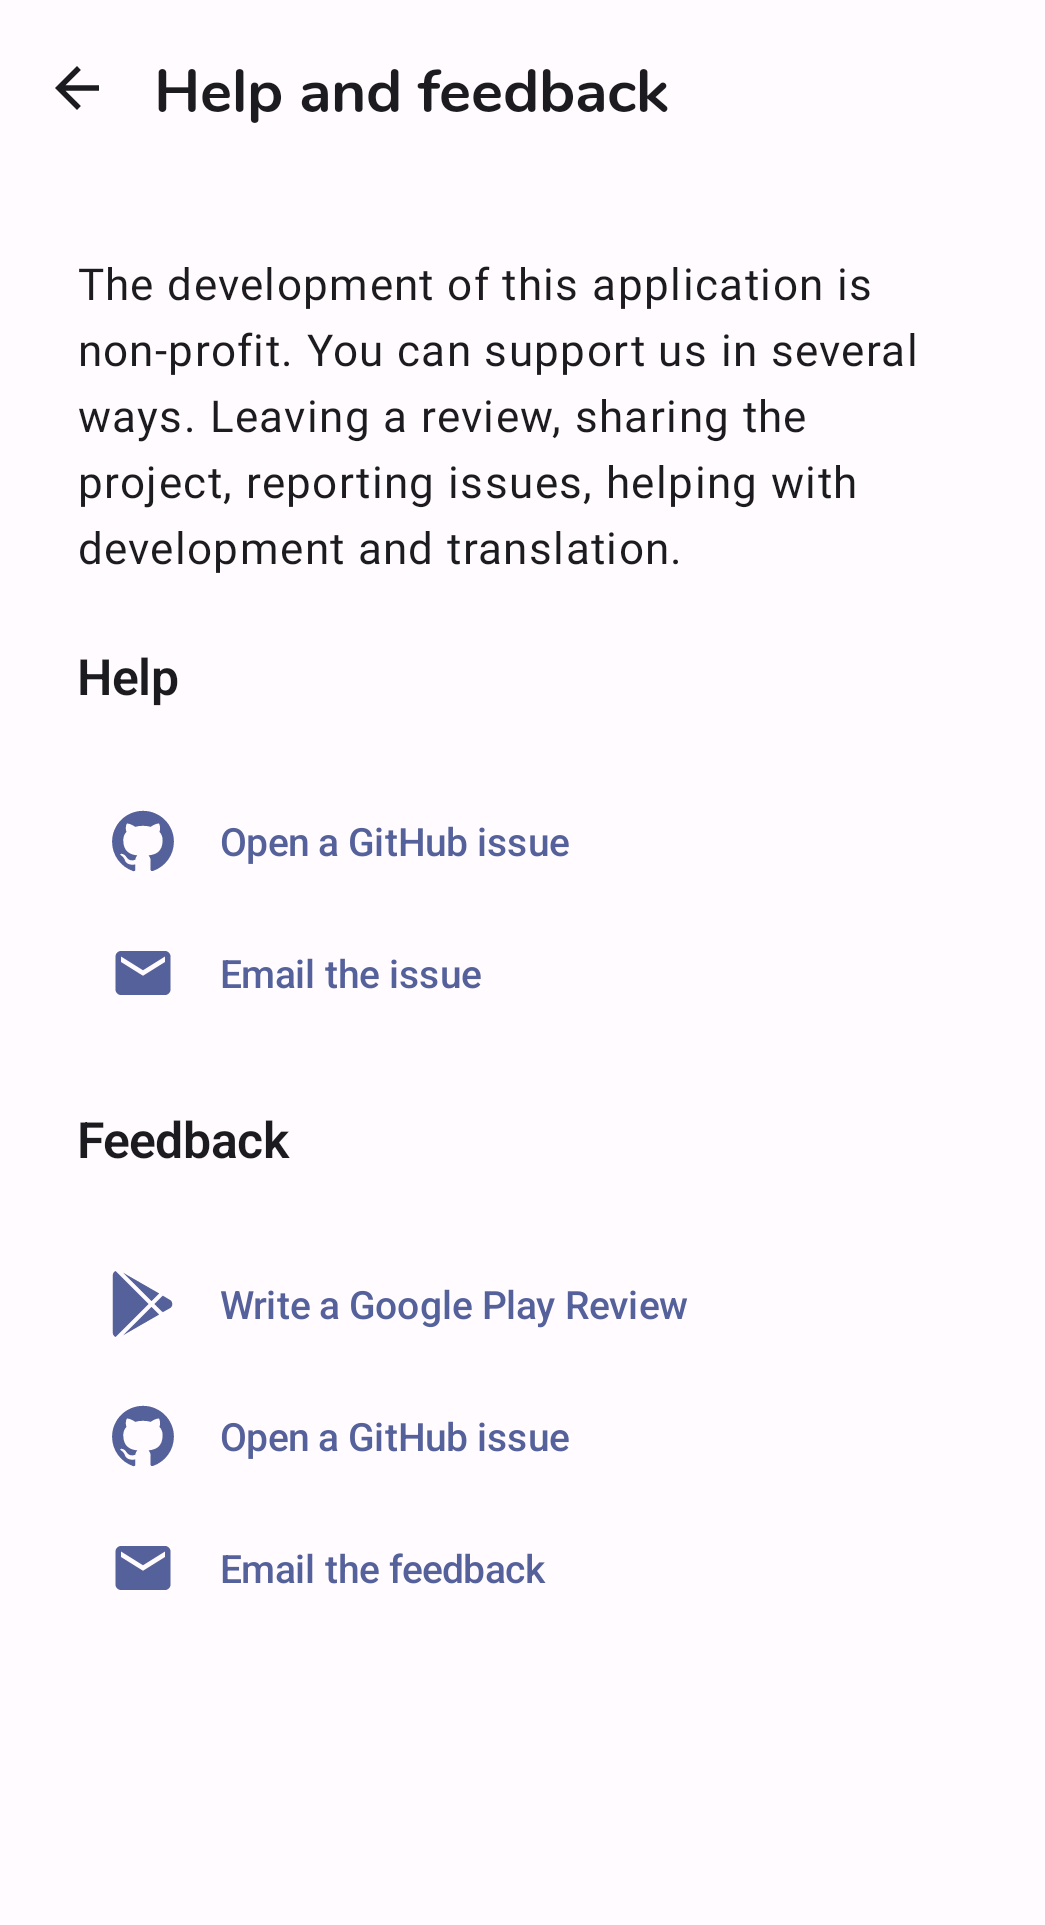 Help and feedback
The development of this application is
non-profit. You can support us in several
ways. Leaving a review, sharing the
project, reporting issues, helping with
development and translation.
Help
Open a GitHub issue
Email the issue
Feedback
Write a Google Play Review
Open a GitHub issue
Email the feedback